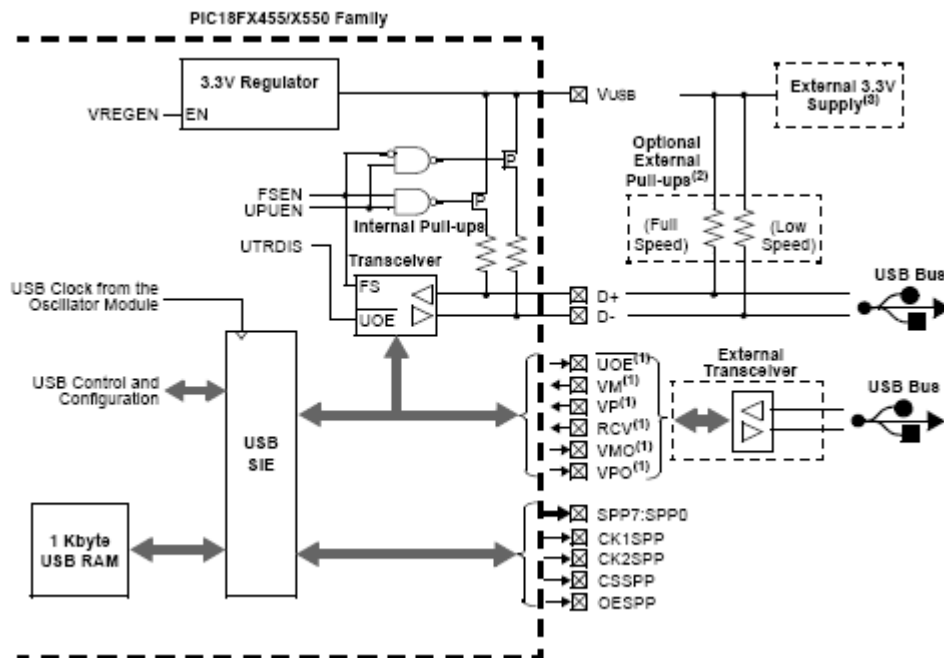 PIC18FX455/X550 Family
3.3V Regulator
VREGEN
EN
VUSB
External 3.3V
Supply(3)
Optional
External
Pull-ups(2)
P
FSEN
UPUEN
P
Internal Pull-ups
(Full
Speed)
(Low
Speed)
UTRDIS
Transceiver
FS
UOE
USB Clock from the
Oscillator Module
D+
D-
USB Bus
USB Control and
Configuration
USB
SIE
UOE(1)
VM(1)
VP(1)
RCV(1)
VMO(1)
VPO(1)
External
Transceiver
USB Bus
1 Kbyte
USB RAM
SPP7:SPP0
CK1SPP
CK2SPP
CSSPP
OESPP